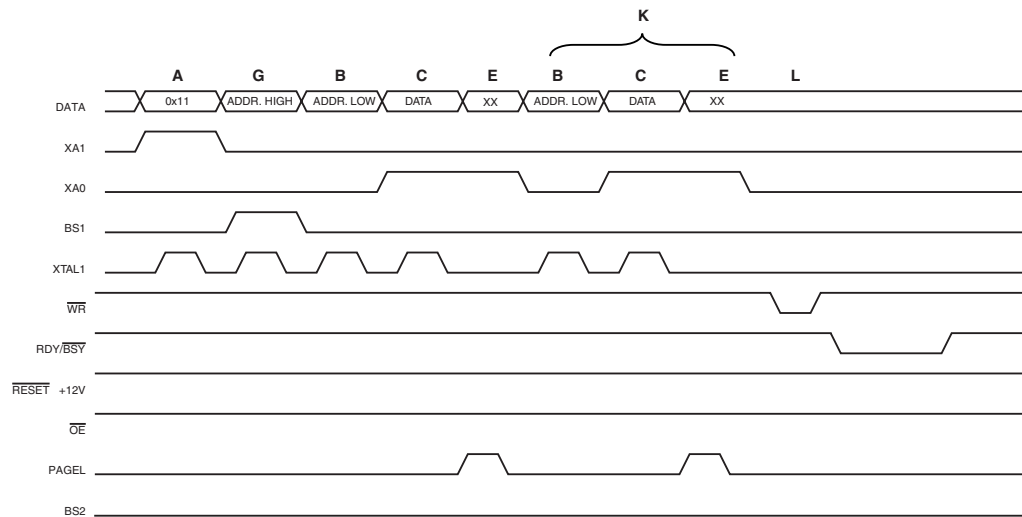 K
A G B C E B C E L
DATA 0x11 ADDR. HIGH ADDR. LOW DATA XX ADDR. LOW DATA XX
XA1
XA0
BS1
XTAL1
WR
RDY/BSY
RESET +12V
OE
PAGEL
BS2